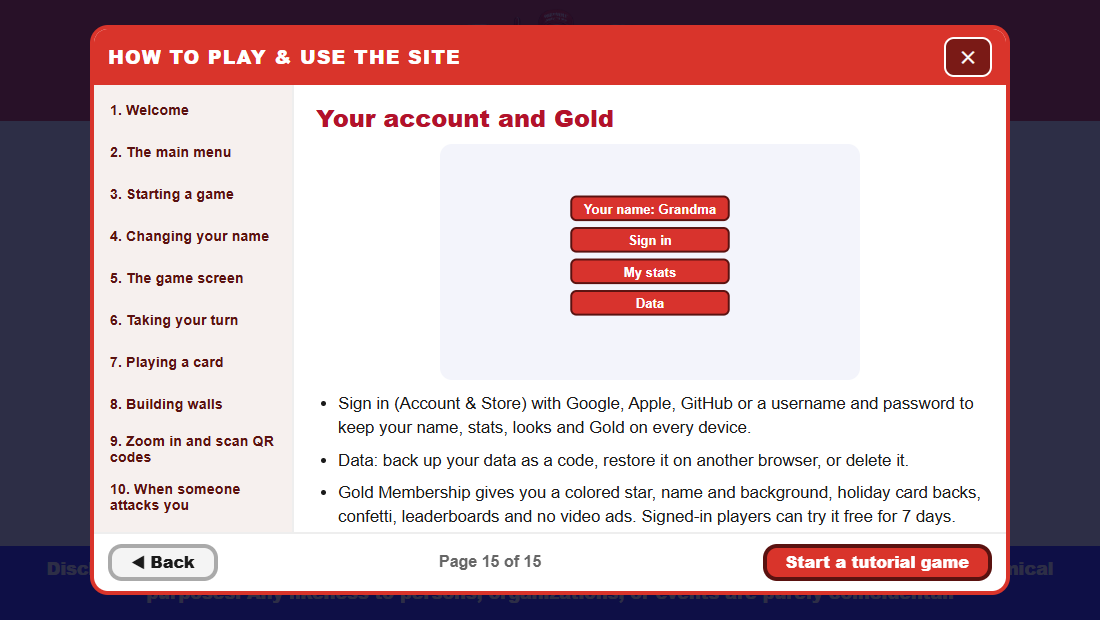 HOW TO PLAY & USE THE SITE
×
1. Welcome
2. The main menu
3. Starting a game
4. Changing your name
5. The game screen
6. Taking your turn
7. Playing a card
8. Building walls
9. Zoom in and scan QR
codes
10. When someone
attacks you
Your account and Gold
Your name: Grandma
Sign in
My stats
Data
• Sign in (Account & Store) with Google, Apple, GitHub or a username and password to
keep your name, stats, looks and Gold on every device.
• Data: back up your data as a code, restore it on another browser, or delete it.
• Gold Membership gives you a colored star, name and background, holiday card backs,
confetti, leaderboards and no video ads. Signed-in players can try it free for 7 days.
◀ Back
Page 15 of 15
Start a tutorial game